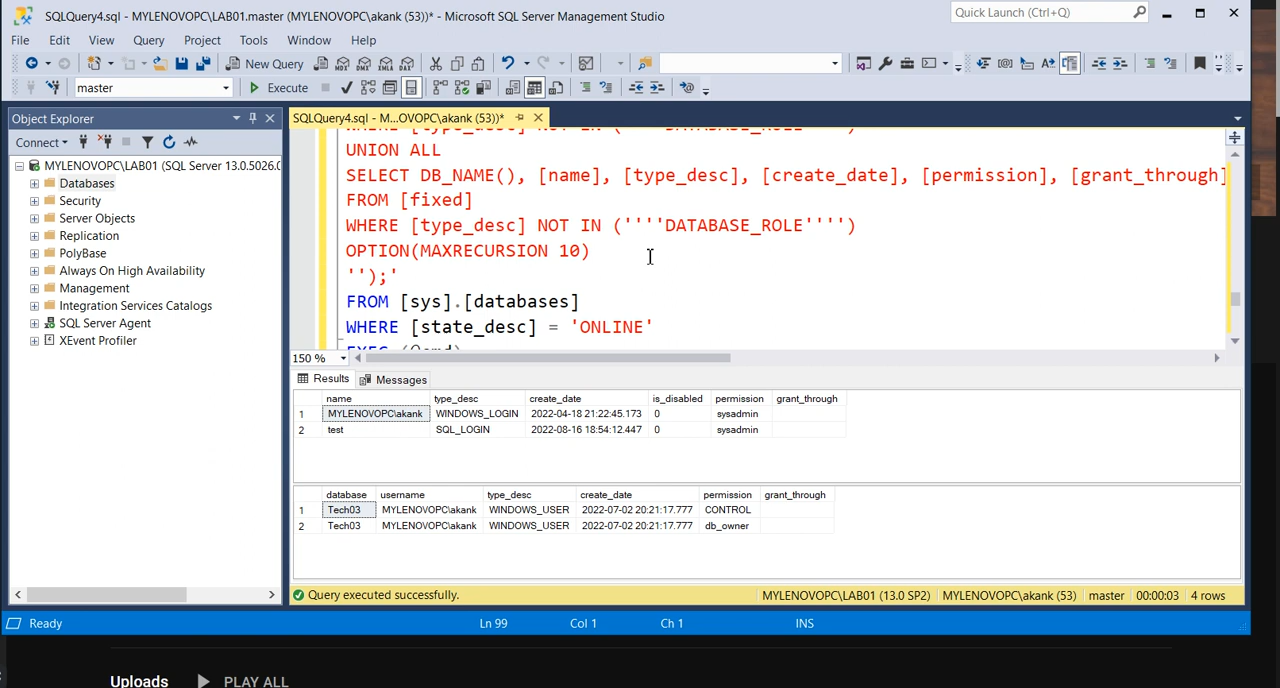 SQLQuery4.sql - MYLENOVOPC\LAB01.master (MYLENOVOPC\akank (53))* - Microsoft SQL Server Management Studio
Quick Launch (Ctrl+Q)
File Edit View Query Project Tools Window Help
New Query
MDX DMX XMLA DAX
master
Execute
Object Explorer
SQLQuery4.sql - M...OVOPC\akank (53))*
Connect
MYLENOVOPC\LAB01 (SQL Server 13.0.5026.0
Databases
Security
Server Objects
Replication
PolyBase
Always On High Availability
Management
Integration Services Catalogs
SQL Server Agent
XEvent Profiler
WHERE [type_desc] NOT IN (''''DATABASE_ROLE'''')
UNION ALL
SELECT DB_NAME(), [name], [type_desc], [create_date], [permission], [grant_through]
FROM [fixed]
WHERE [type_desc] NOT IN (''''DATABASE_ROLE'''')
OPTION(MAXRECURSION 10)
'');'
FROM [sys].[databases]
WHERE [state_desc] = 'ONLINE'
150 %
Results Messages
name type_desc create_date is_disabled permission grant_through
1 MYLENOVOPC\akank WINDOWS_LOGIN 2022-04-18 21:22:45.173 0 sysadmin
2 test SQL_LOGIN 2022-08-16 18:54:12.447 0 sysadmin
database username type_desc create_date permission grant_through
1 Tech03 MYLENOVOPC\akank WINDOWS_USER 2022-07-02 20:21:17.777 CONTROL
2 Tech03 MYLENOVOPC\akank WINDOWS_USER 2022-07-02 20:21:17.777 db_owner
Query executed successfully.
MYLENOVOPC\LAB01 (13.0 SP2) MYLENOVOPC\akank (53) master 00:00:03 4 rows
Ready Ln 99 Col 1 Ch 1 INS
Uploads PLAY ALL